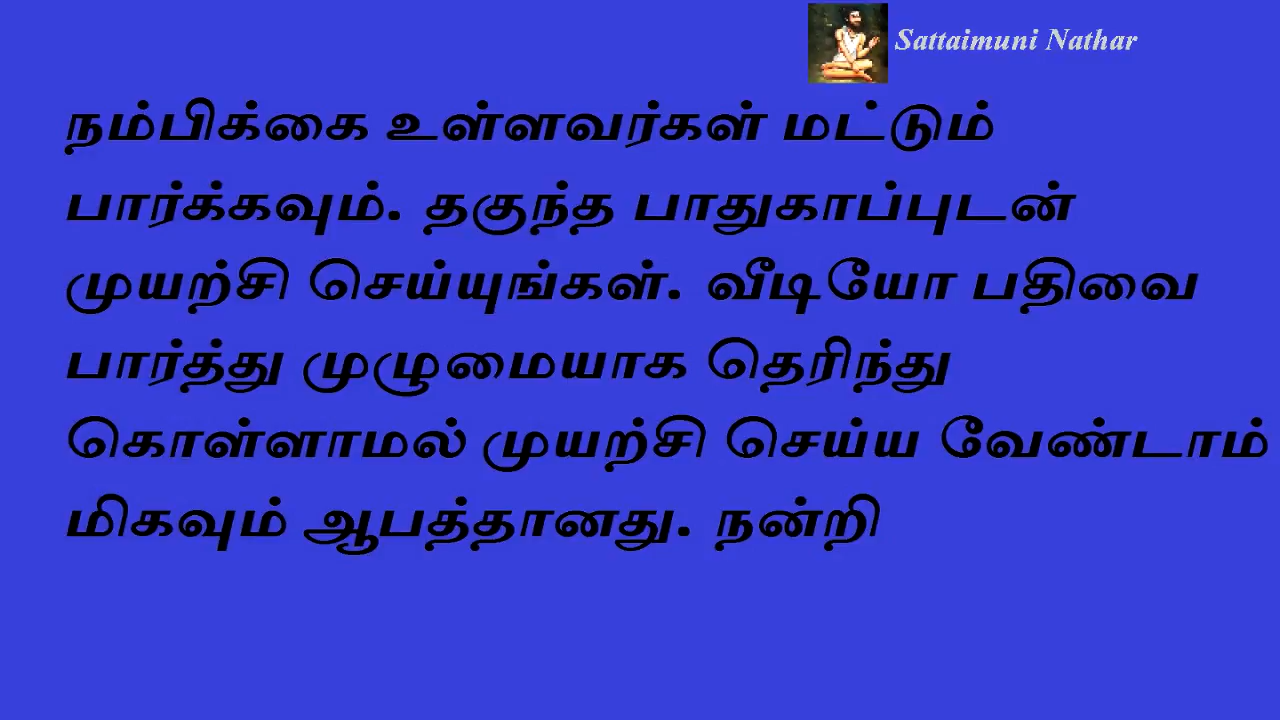 Sattaimuni Nathar
நம்பிக்கை உள்ளவர்கள் மட்டும்
பார்க்கவும். தகுந்த பாதுகாப்புடன்
முயற்சி செய்யுங்கள். வீடியோ பதிவை
பார்த்து முழுமையாக தெரிந்து
கொள்ளாமல் முயற்சி செய்ய வேண்டாம்
மிகவும் ஆபத்தானது. நன்றி